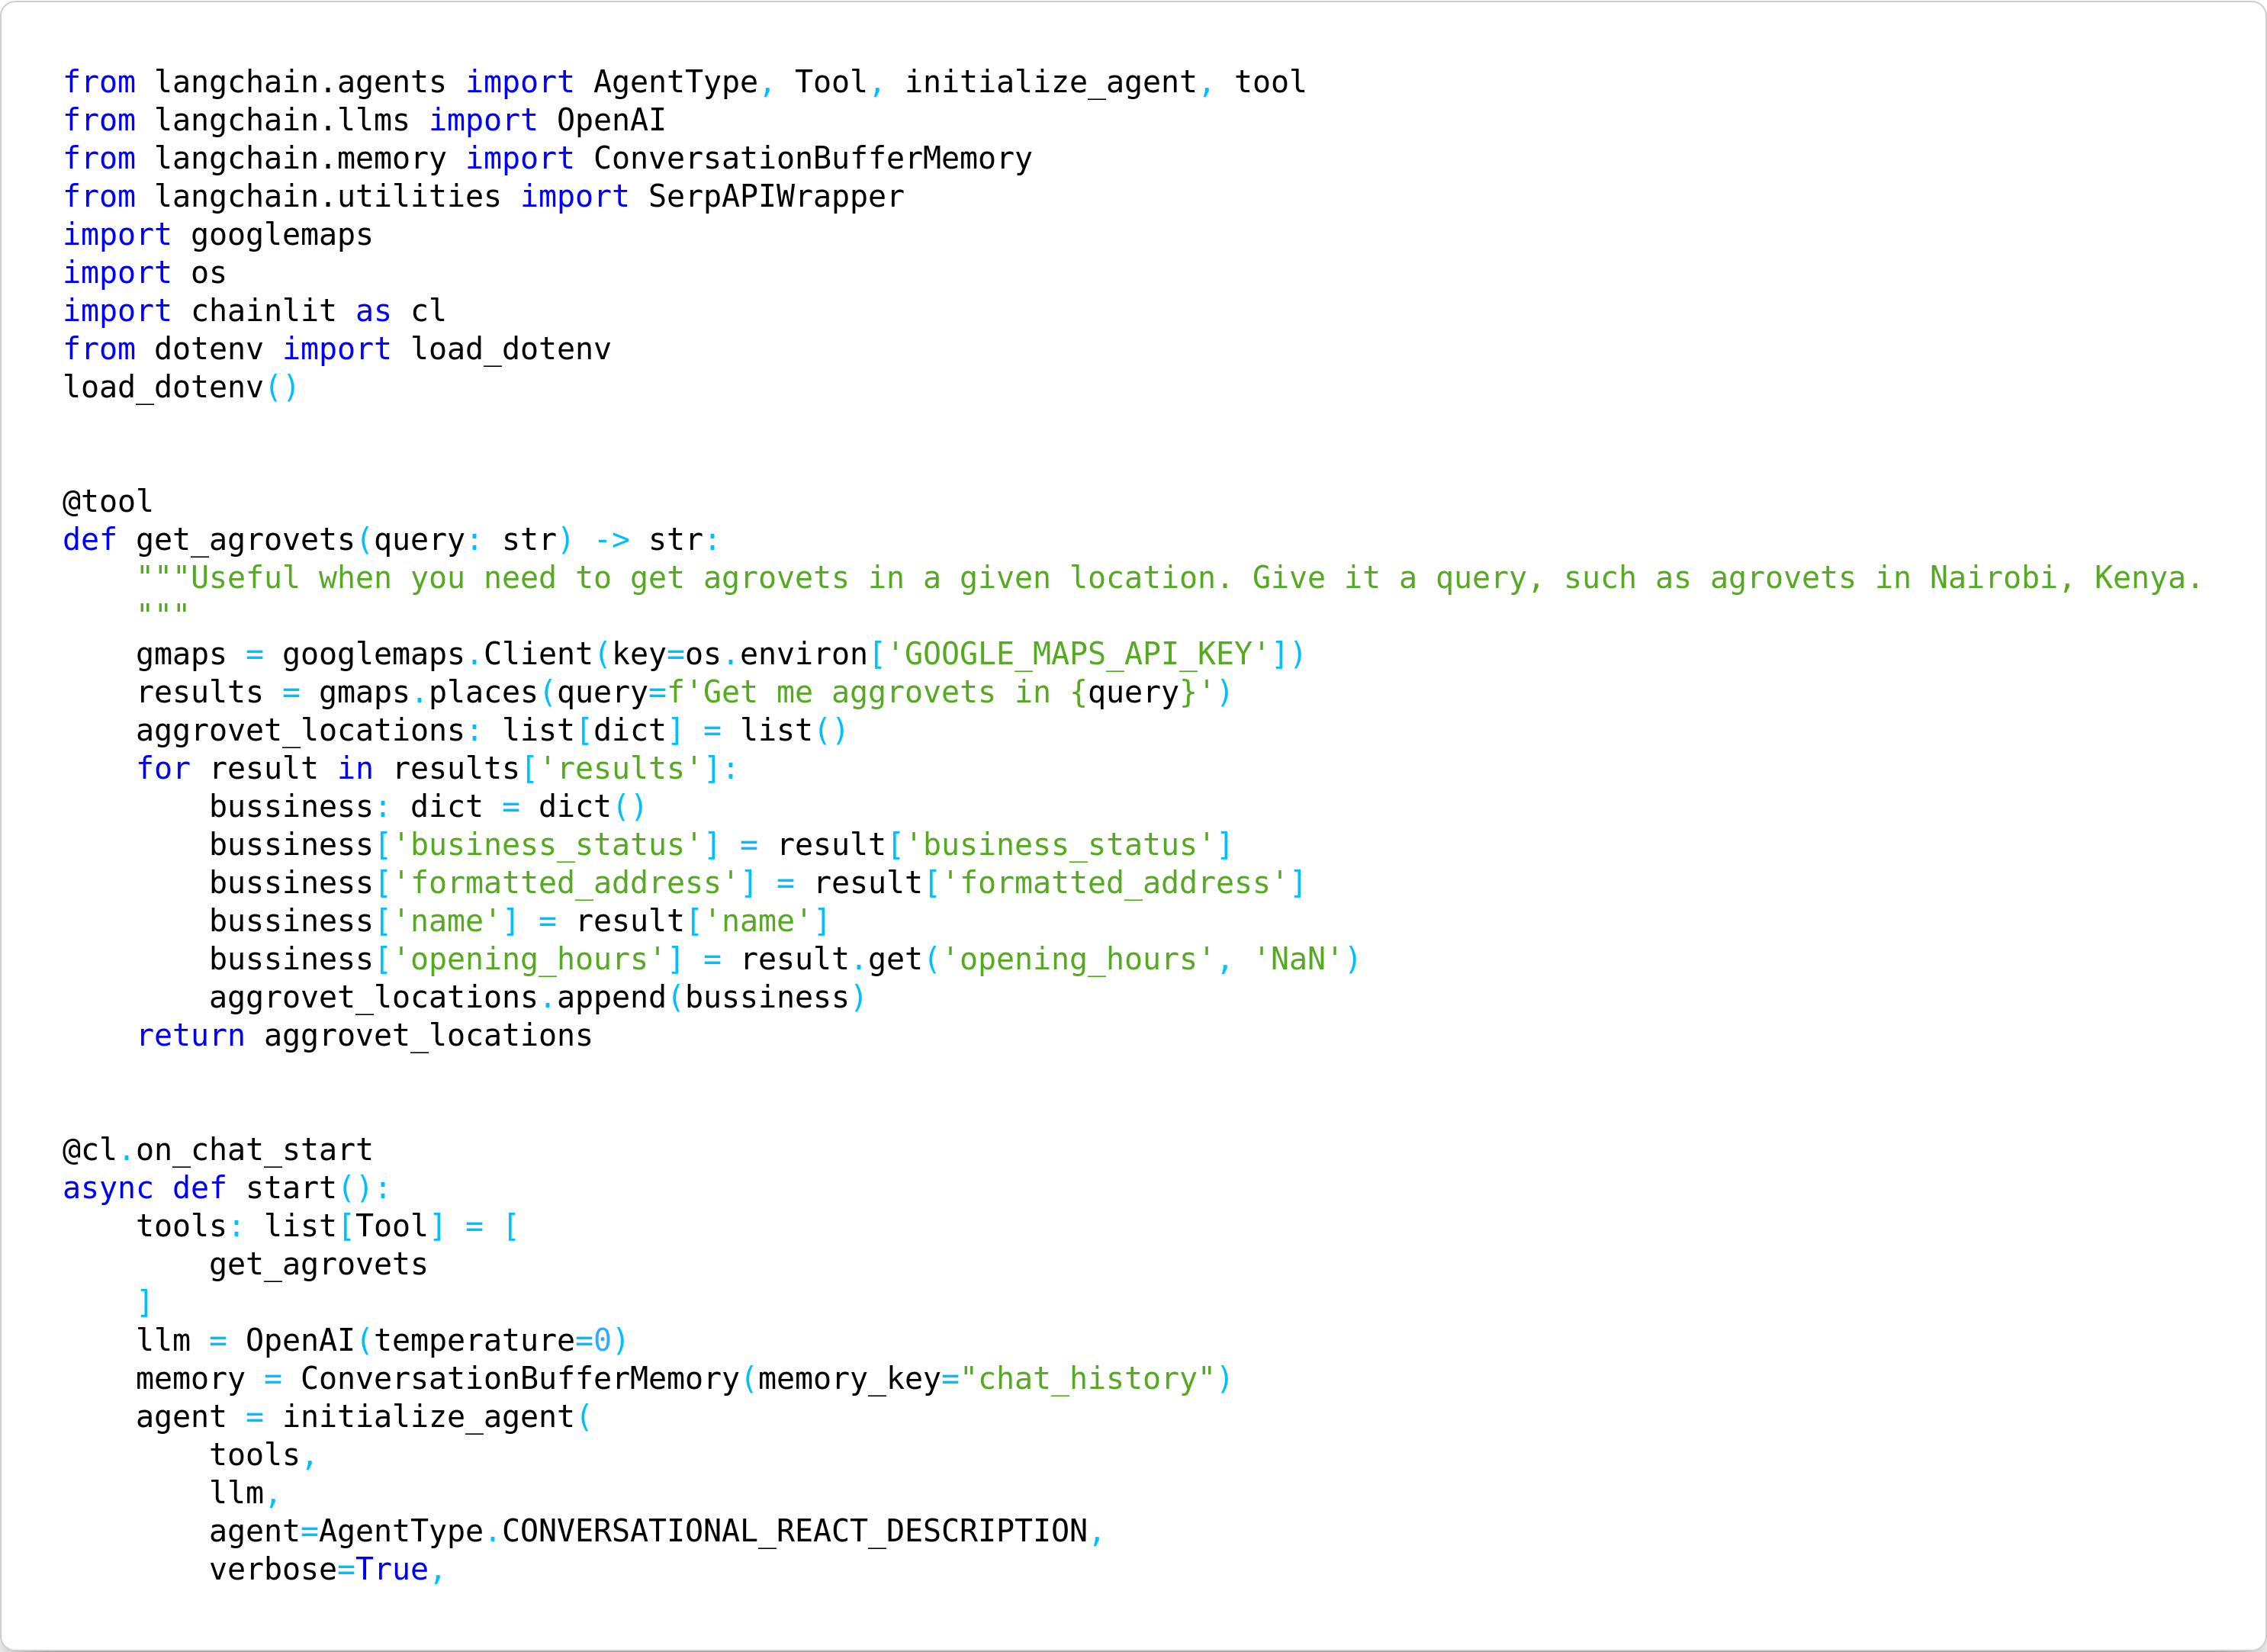 from langchain.agents import AgentType, Tool, initialize_agent, tool
from langchain.llms import OpenAI
from langchain.memory import ConversationBufferMemory
from langchain.utilities import SerpAPIWrapper
import googlemaps
import os
import chainlit as cl
from dotenv import load_dotenv
load_dotenv()
@tool
def get_agrovets(query: str) -> str:
    """Useful when you need to get agrovets in a given location. Give it a query, such as agrovets in Nairobi, Kenya.
    """
    gmaps = googlemaps.Client(key=os.environ['GOOGLE_MAPS_API_KEY'])
    results = gmaps.places(query=f'Get me aggrovets in {query}')
    aggrovet_locations: list[dict] = list()
    for result in results['results']:
        bussiness: dict = dict()
        bussiness['business_status'] = result['business_status']
        bussiness['formatted_address'] = result['formatted_address']
        bussiness['name'] = result['name']
        bussiness['opening_hours'] = result.get('opening_hours', 'NaN')
        aggrovet_locations.append(bussiness)
    return aggrovet_locations
@cl.on_chat_start
async def start():
    tools: list[Tool] = [
        get_agrovets
    ]
    llm = OpenAI(temperature=0)
    memory = ConversationBufferMemory(memory_key="chat_history")
    agent = initialize_agent(
        tools,
        llm,
        agent=AgentType.CONVERSATIONAL_REACT_DESCRIPTION,
        verbose=True,